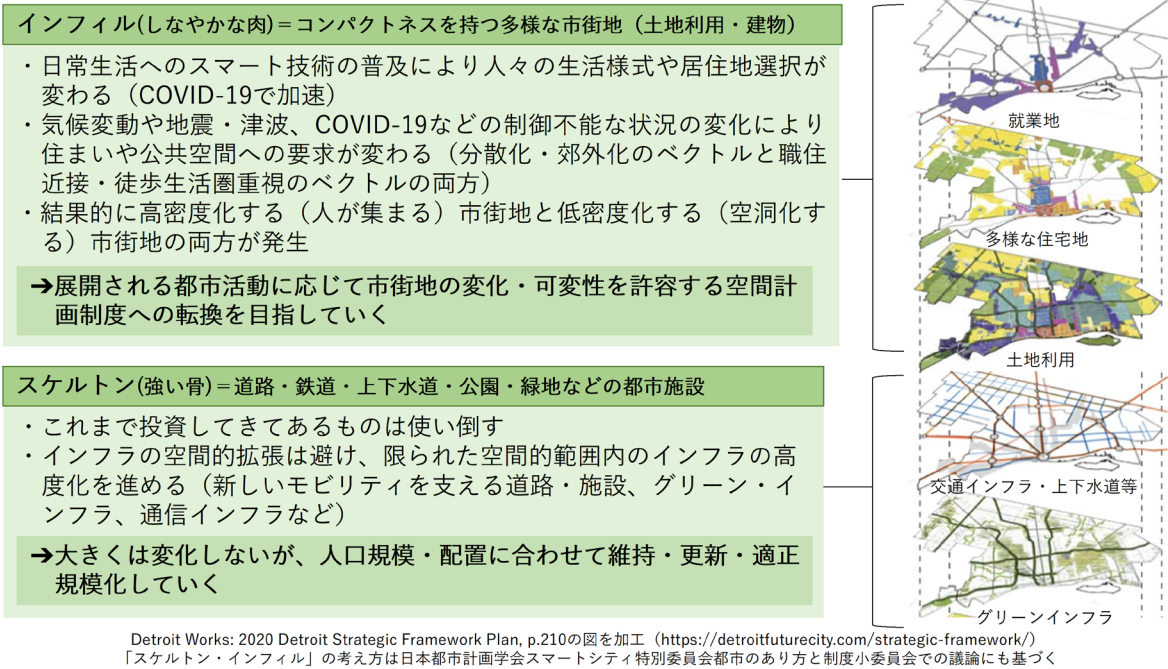 インフィル(しなやかな肉)＝コンパクトネスを持つ多様な市街地（土地利用・建物）
・日常生活へのスマート技術の普及により人々の生活様式や居住地選択が
変わる（COVID-19で加速）
・気候変動や地震・津波、COVID-19などの制御不能な状況の変化により
住まいや公共空間への要求が変わる（分散化・郊外化のベクトルと職住
近接・徒歩生活圏重視のベクトルの両方）
・結果的に高密度化する（人が集まる）市街地と低密度化する（空洞化す
る）市街地の両方が発生
➔展開される都市活動に応じて市街地の変化・可変性を許容する空間計
画制度への転換を目指していく
スケルトン(強い骨)＝道路・鉄道・上下水道・公園・緑地などの都市施設
・これまで投資してきてあるものは使い倒す
・インフラの空間的拡張は避け、限られた空間的範囲内のインフラの高
度化を進める（新しいモビリティを支える道路・施設、グリーン・イ
ンフラ、通信インフラなど）
➔大きくは変化しないが、人口規模・配置に合わせて維持・更新・適正
規模化していく
就業地
多様な住宅地
土地利用
交通インフラ・上下水道等
グリーンインフラ
Detroit Works: 2020 Detroit Strategic Framework Plan, p.210の図を加工（https://detroitfuturecity.com/strategic-framework/）
「スケルトン・インフィル」の考え方は日本都市計画学会スマートシティ特別委員会都市のあり方と制度小委員会での議論にも基づく